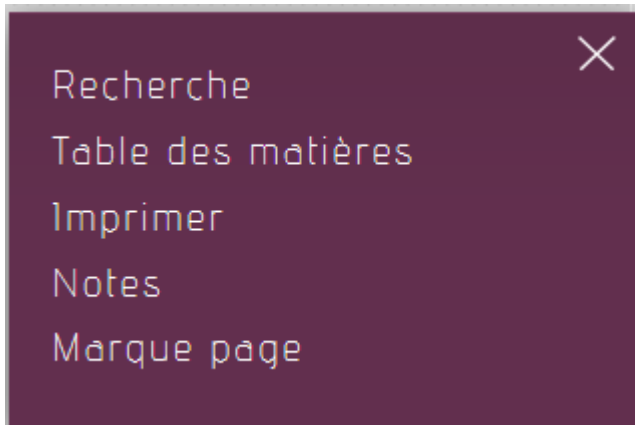 Recherche
Table des matières
Imprimer
Notes
Marque page